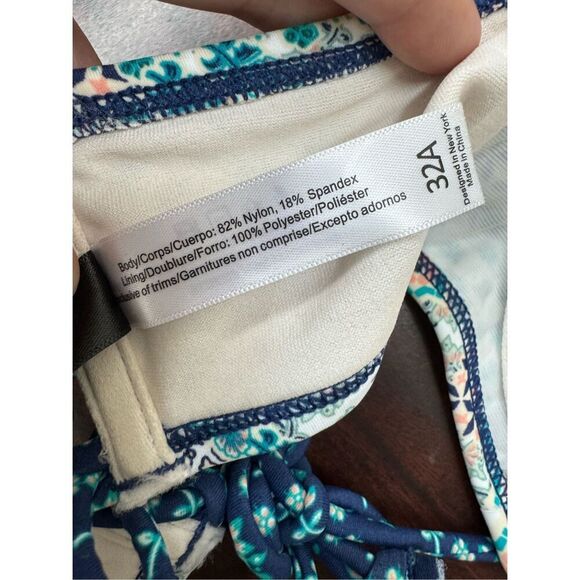 Body/Corps/Cuerpo: 82% Nylon, 18% Spandex
Lining/Doublure/Forro: 100% Polyester/Poliéster
of trims/Garnitures non comprise/Excepto adornos
32A
Designed in New York
Made in China